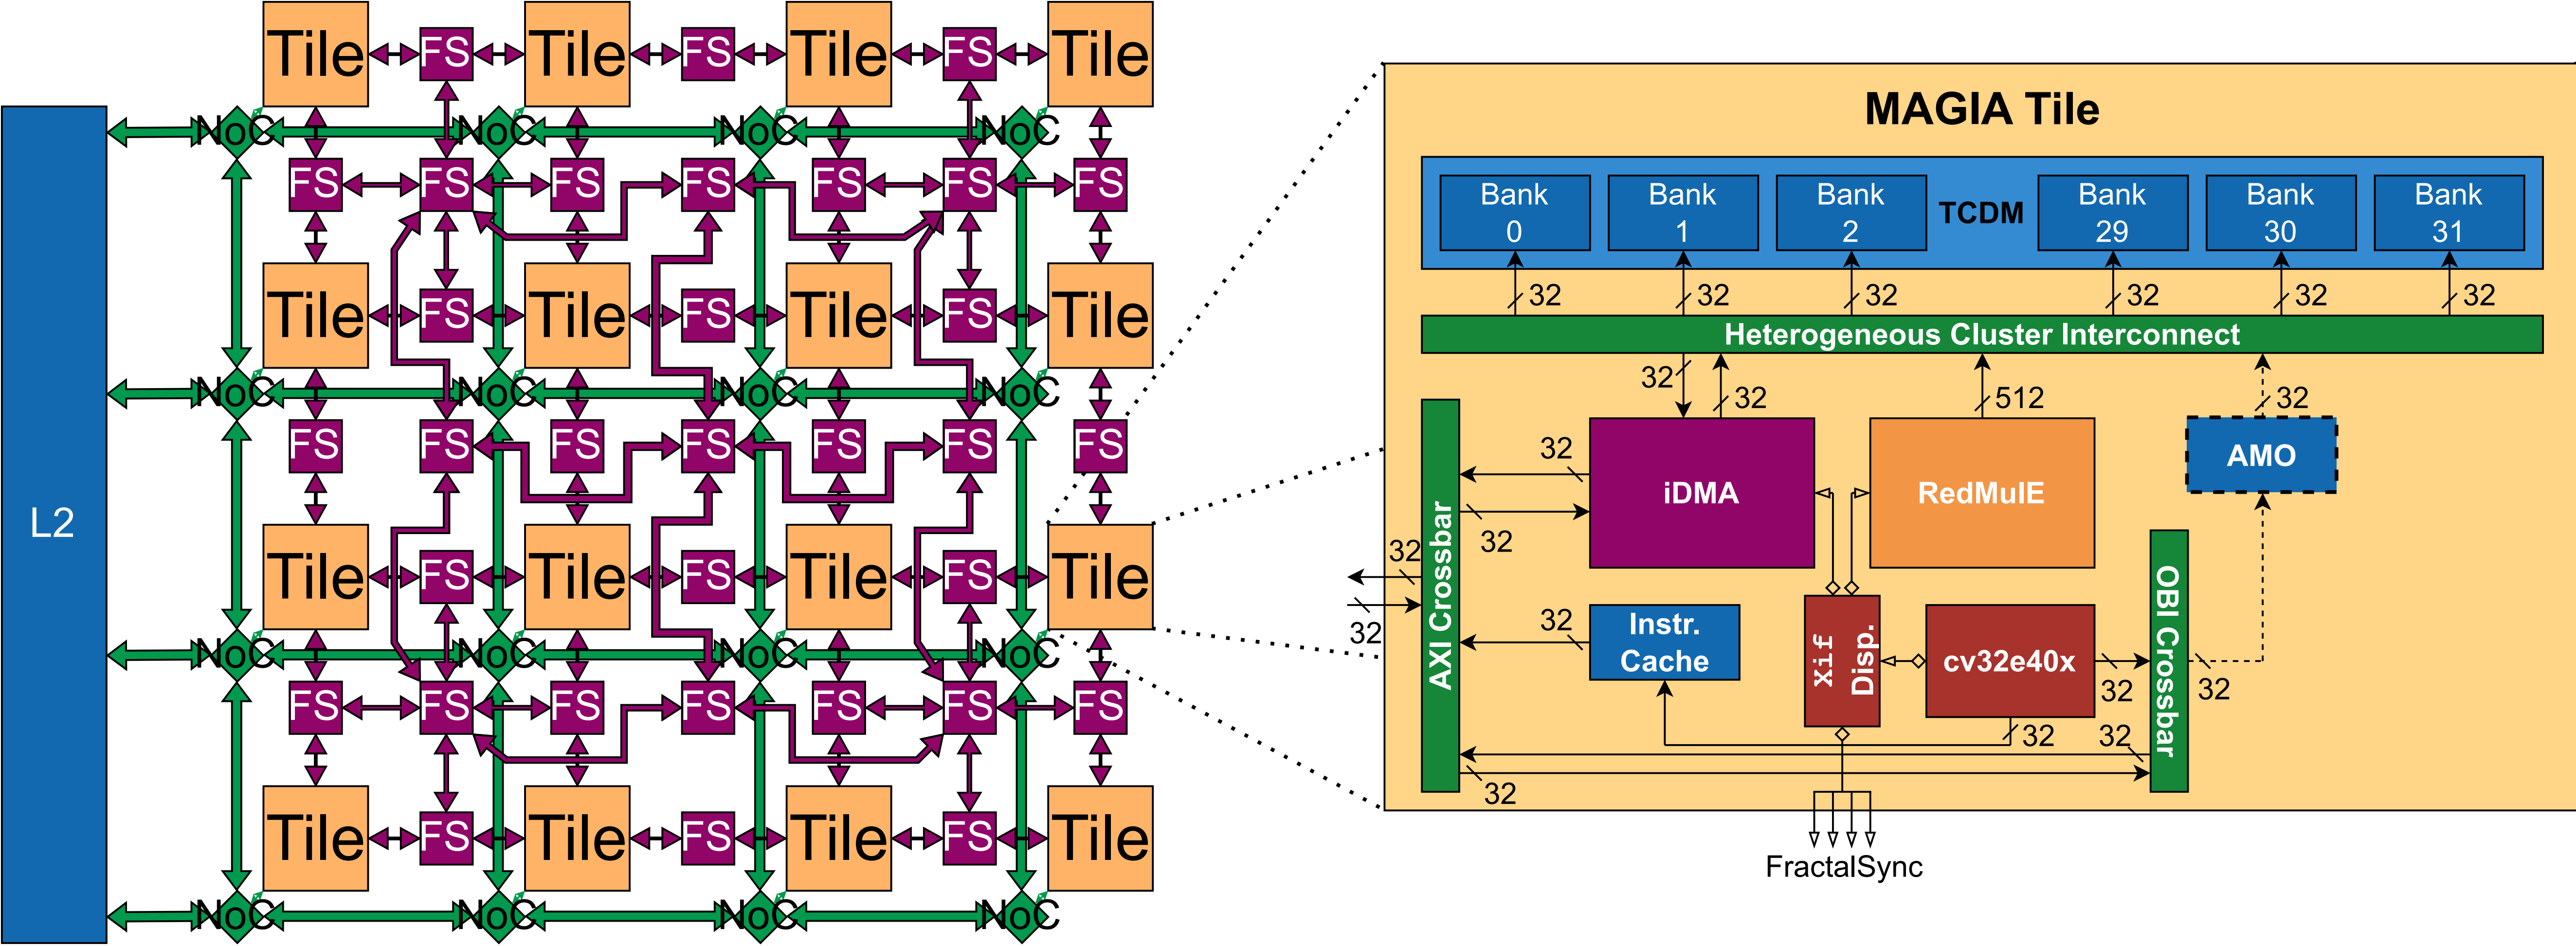 Tile FS Tile FS Tile FS Tile
NoC NoC NoC NoC
FS FS FS FS FS FS FS
Tile FS Tile FS Tile FS Tile
NoC NoC NoC NoC
FS FS FS FS FS FS FS
L2
Tile FS Tile FS Tile FS Tile
NoC NoC NoC NoC
FS FS FS FS FS FS FS
Tile FS Tile FS Tile FS Tile
NoC NoC NoC NoC
MAGIA Tile
Bank
0
Bank
1
Bank
2
TCDM
Bank
29
Bank
30
Bank
31
32 32 32 32 32 32
Heterogeneous Cluster Interconnect
32 32 512 32
AXI Crossbar
32
32
32
32
iDMA
RedMulE
AMO
32
Instr.
Cache
xif
Disp.
cv32e40x
32
32
OBI Crossbar
32
32
32
32
FractalSync